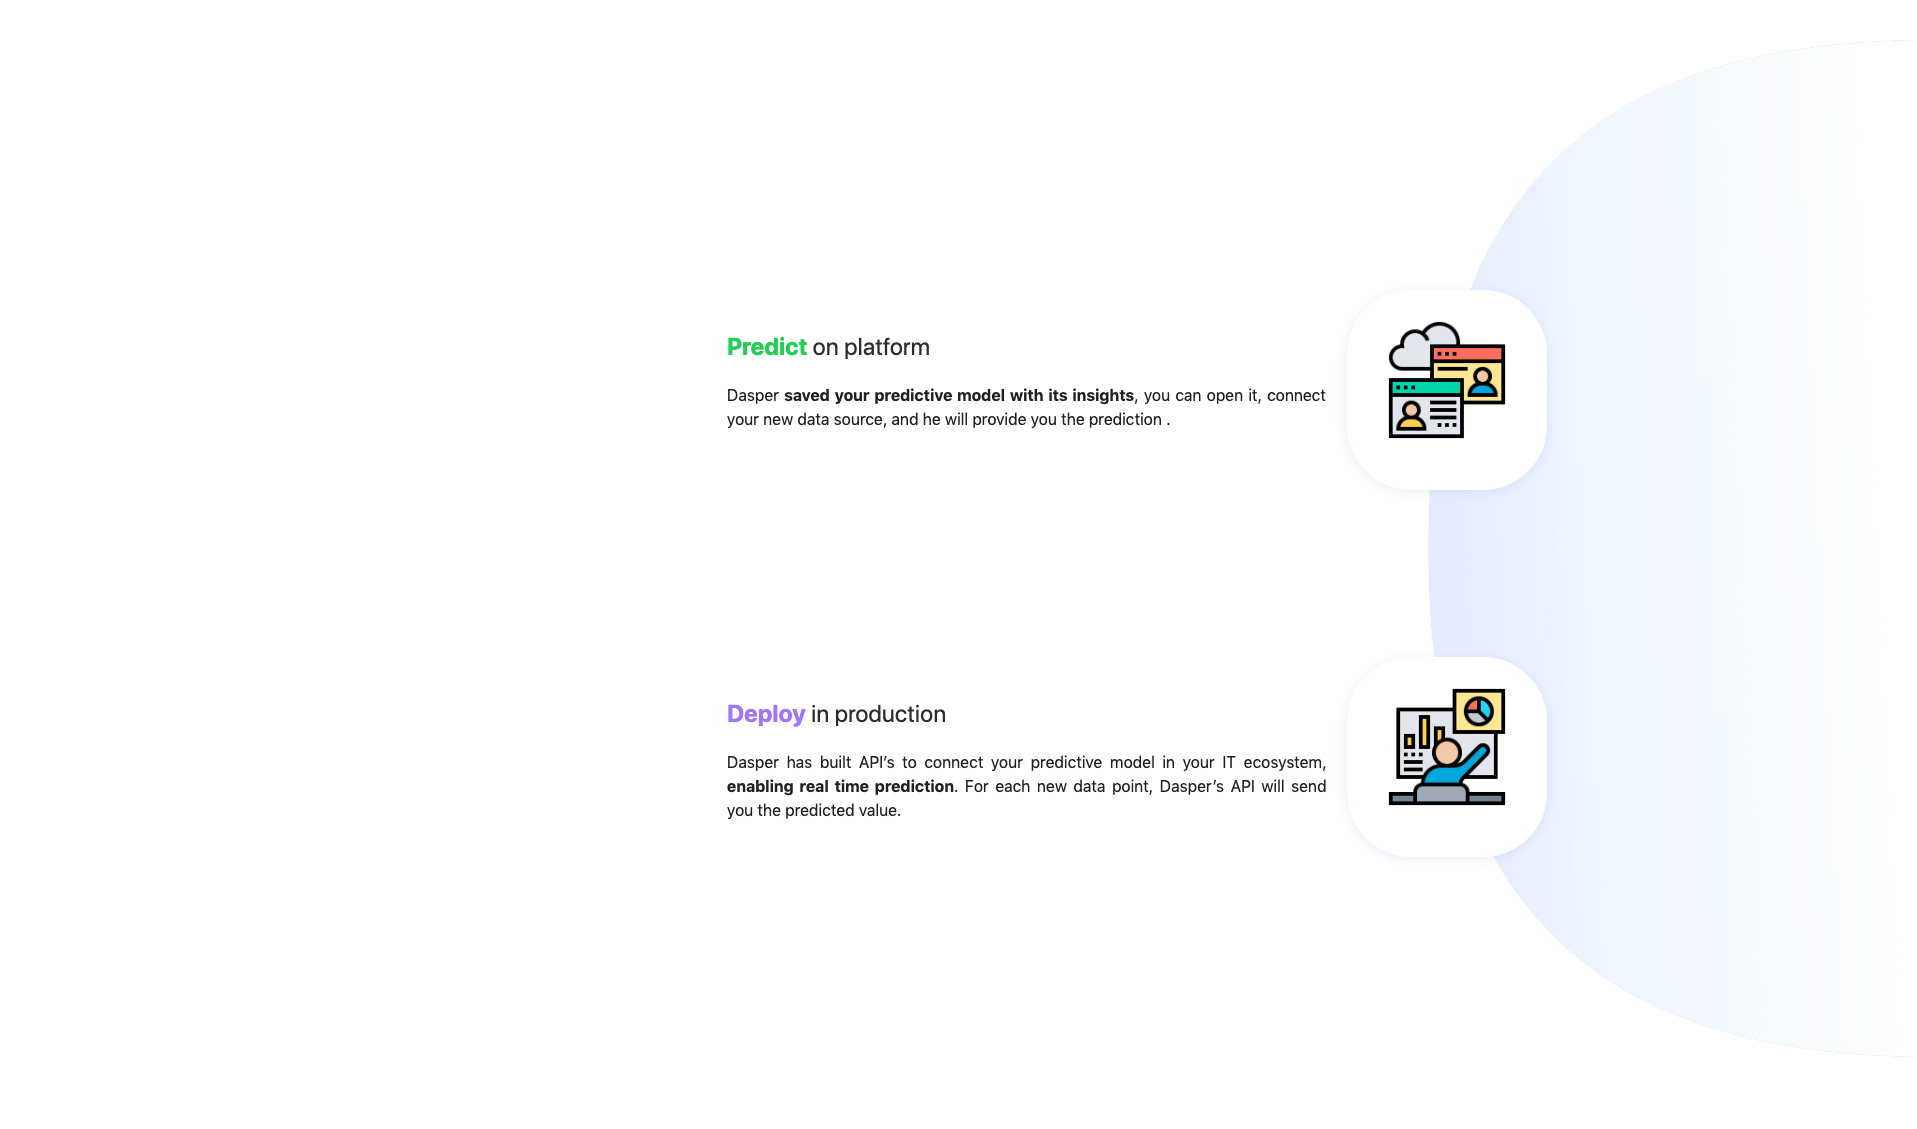 Predict on platform
Dasper saved your predictive model with its insights, you can open it, connect
your new data source, and he will provide you the prediction .
Deploy in production
Dasper has built API’s to connect your predictive model in your IT ecosystem,
enabling real time prediction. For each new data point, Dasper’s API will send
you the predicted value.